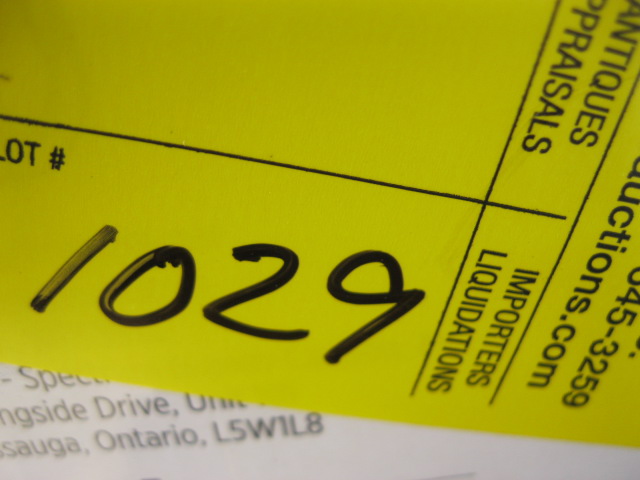 LOT #
1029
ANTIQUES
APPRAISALS
IMPORTERS
LIQUIDATIONS
645-3259
auctions.com
ngside Drive, Unit
ssauga, Ontario, L5W1L8